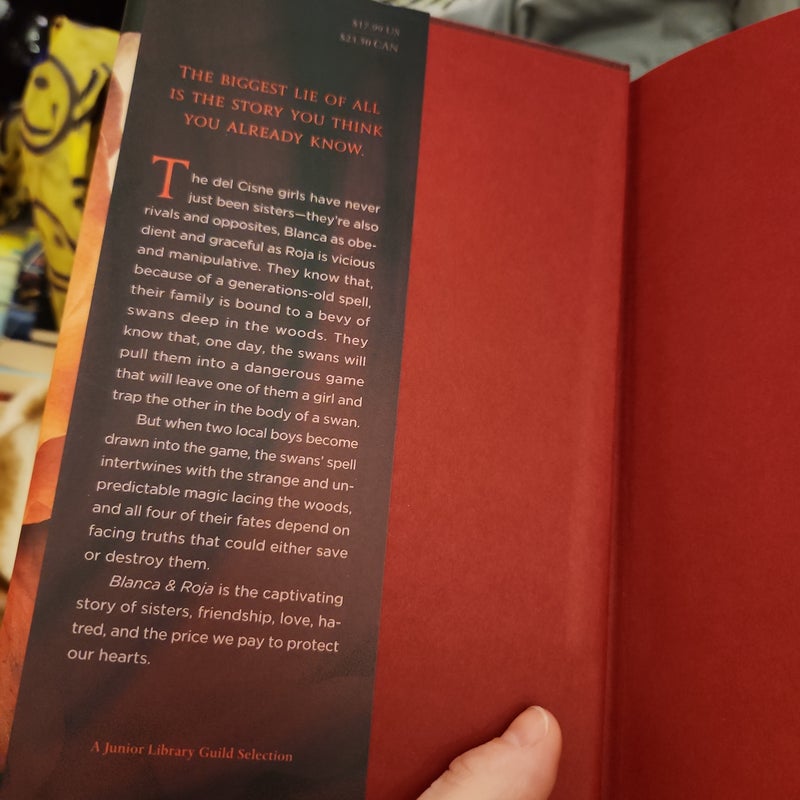 $17.99 US
$23.50 CAN
THE BIGGEST LIE OF ALL
IS THE STORY YOU THINK
YOU ALREADY KNOW.
The del Cisne girls have never
just been sisters—they're also
rivals and opposites, Blanca as obe-
dient and graceful as Roja is vicious
and manipulative. They know that,
because of a generations-old spell,
their family is bound to a bevy of
swans deep in the woods. They
know that, one day, the swans will
pull them into a dangerous game
that will leave one of them a girl and
trap the other in the body of a swan.
But when two local boys become
drawn into the game, the swans' spell
intertwines with the strange and un-
predictable magic lacing the woods,
and all four of their fates depend on
facing truths that could either save
or destroy them.
Blanca & Roja is the captivating
story of sisters, friendship, love, ha-
tred, and the price we pay to protect
our hearts.
A Junior Library Guild Selection